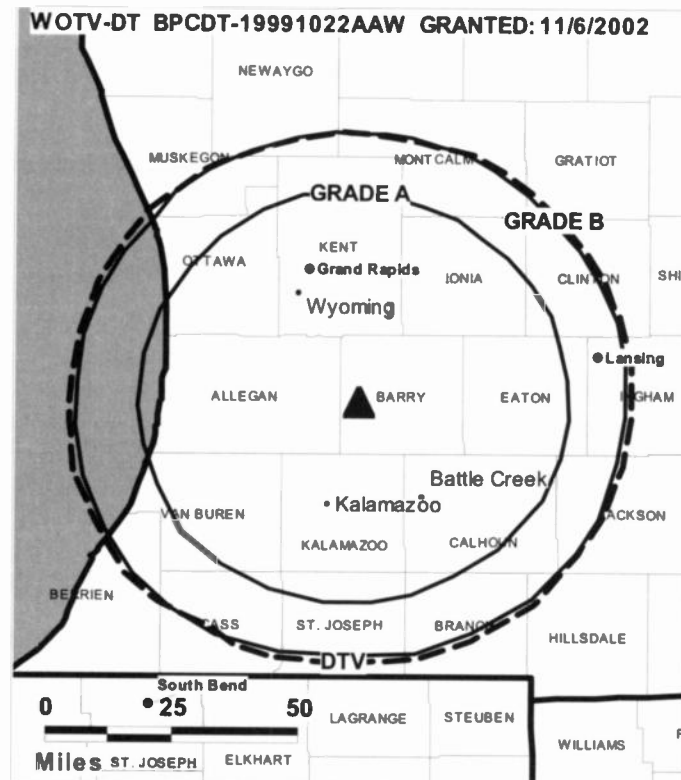 WOTV-DT BPCDT-19991022AAW GRANTED: 11/6/2002
NEWAYGO
MUSKEGON
MONTCALM
GRATIOT
GRADE A
GRADE B
KENT
OTTAWA
Grand Rapids
IONIA
CLINTON
SHI
Wyoming
Lansing
ALLEGAN
BARRY
EATON
INGHAM
Battle Creek
Kalamazoo
VAN BUREN
JACKSON
KALAMAZOO
CALHOUN
BERRIEN
CASS
ST. JOSEPH
BRANCH
HILLSDALE
DTV
South Bend
0 25 50
LAGRANGE
STEUBEN
Miles
ST. JOSEPH
ELKHART
WILLIAMS
F